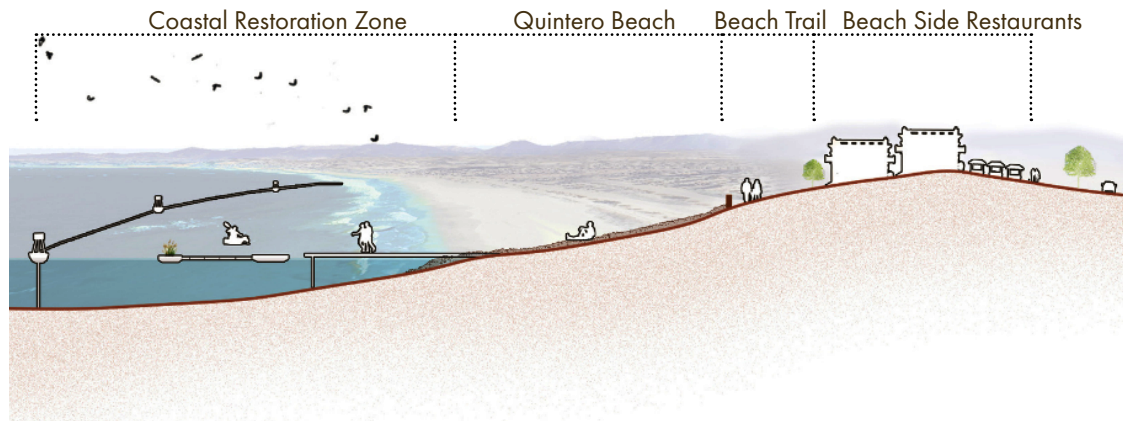 Coastal Restoration Zone
Quintero Beach
Beach Trail
Beach Side Restaurants